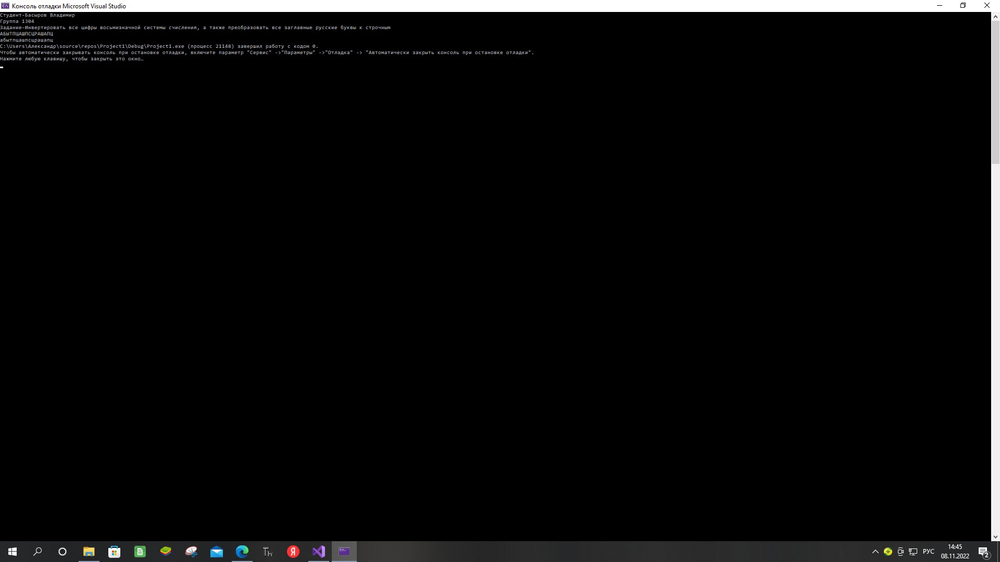 Консоль отладки Microsoft Visual Studio
Студент-Басыров Владимир
Группа 1304
Задание-Инвертировать все цифры восьмизначной системы счисления, а также преобразовать все заглавные русские буквы к строчным
АБЫТПЦАШПСЦРАШАПЦ
абытпцашпсцрашапц
C:\Users\Александр\source\repos\Project1\Debug\Project1.exe (процесс 21148) завершил работу с кодом 0.
Чтобы автоматически закрывать консоль при остановке отладки, включите параметр "Сервис" ->"Параметры" ->"Отладка" -> "Автоматически закрыть консоль при остановке отладки".
Нажмите любую клавишу, чтобы закрыть это окно…
РУС
14:45
08.11.2022
2